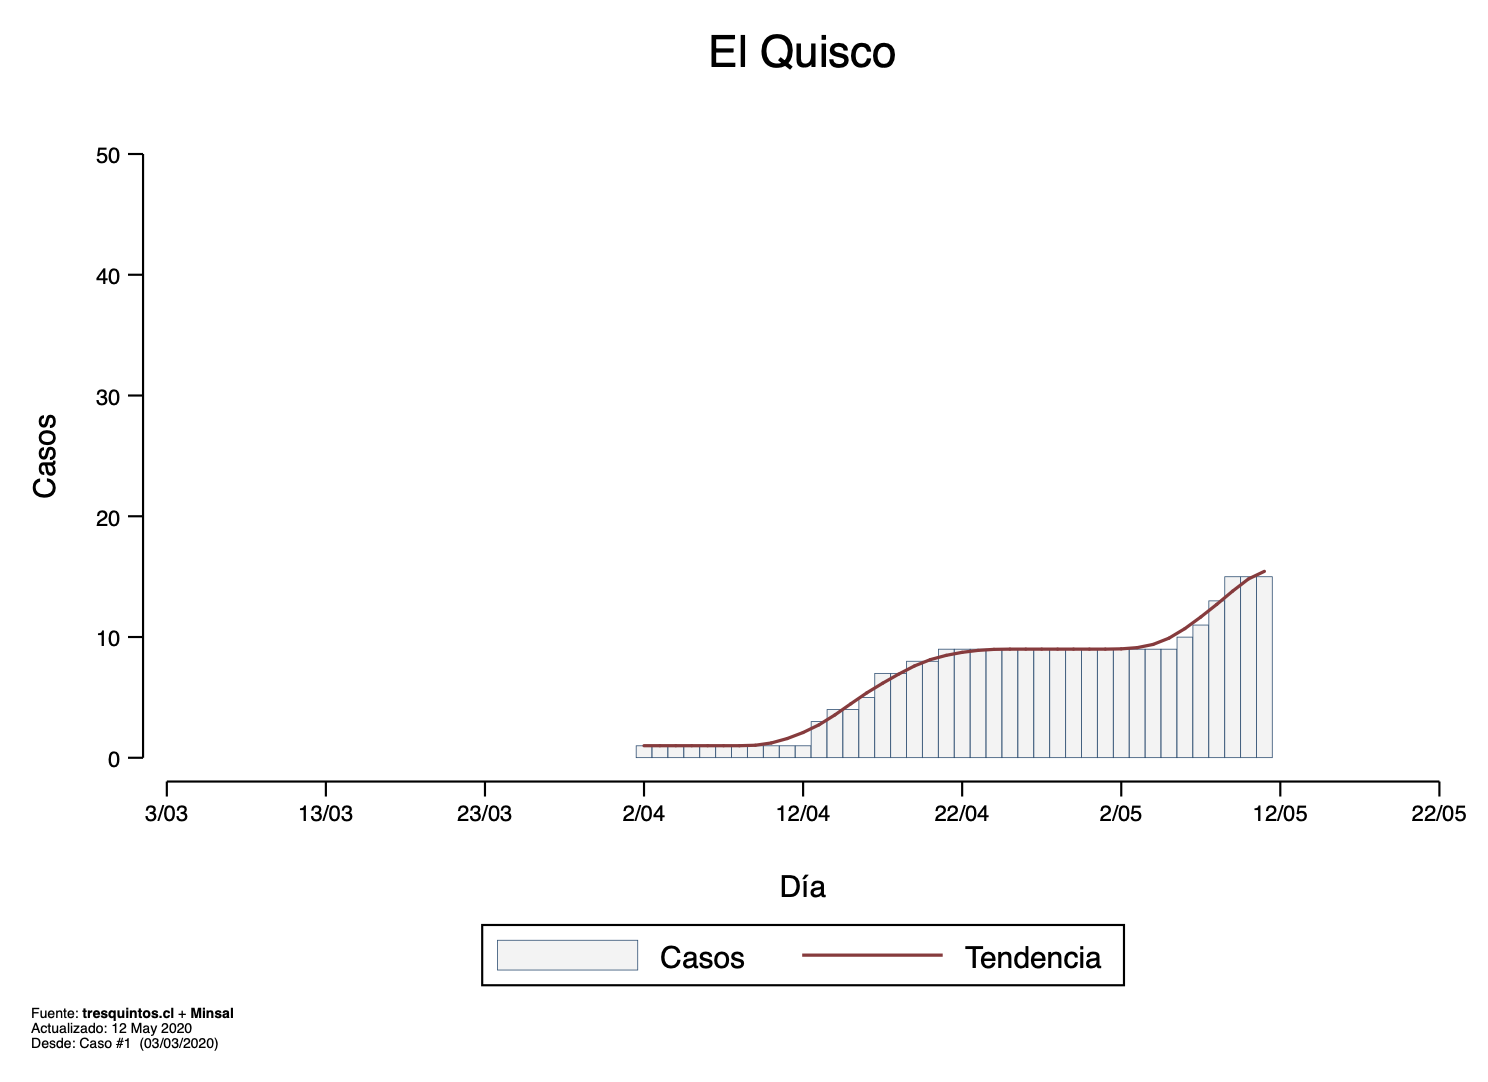 El Quisco
50
40
30
20
10
0
Casos
3/03 13/03 23/03 2/04 12/04 22/04 2/05 12/05 22/05
Día
Casos Tendencia
Fuente: tresquintos.cl + Minsal
Actualizado: 12 May 2020
Desde: Caso #1 (03/03/2020)